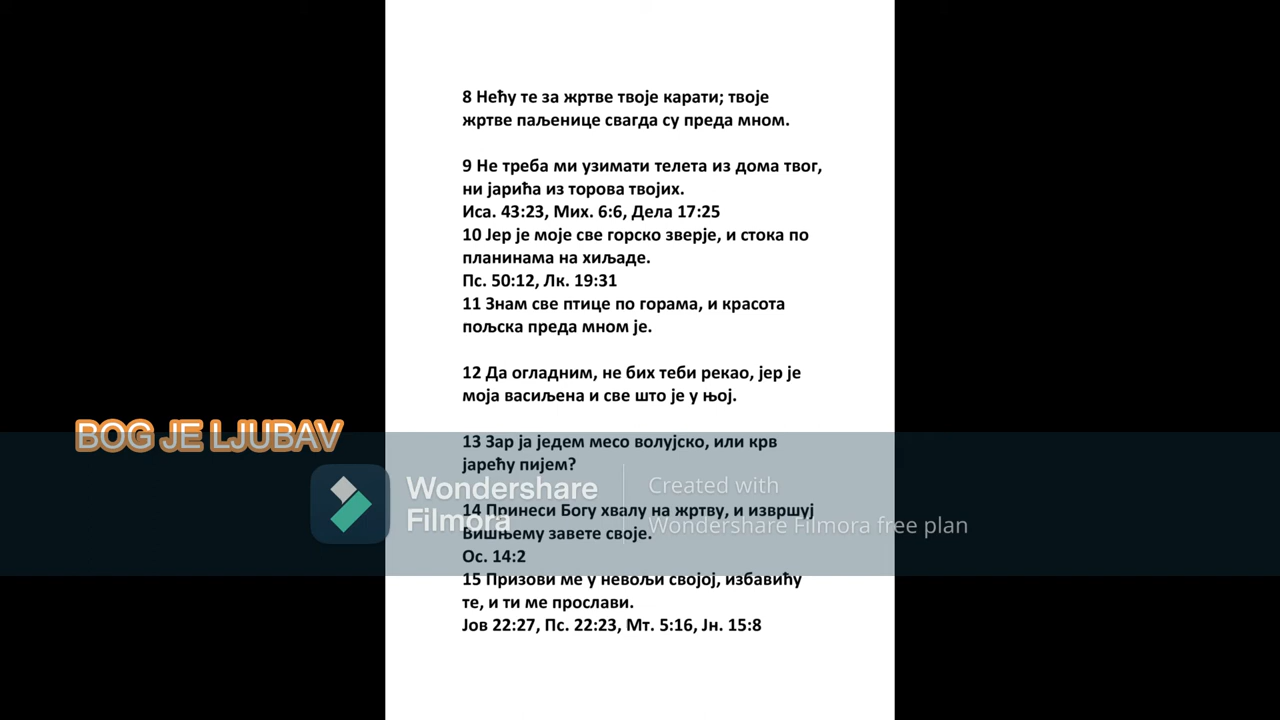 8 Нећу те за жртве твоје карати; твоје
жртве паљенице свагда су преда мном.
9 Не треба ми узимати телета из дома твог,
ни јарића из торова твојих.
Иса. 43:23, Мих. 6:6, Дела 17:25
10 Јер је моје све горско зверје, и стока по
планинама на хиљаде.
Пс. 50:12, Лк. 19:31
11 Знам све птице по горама, и красота
пољска преда мном је.
12 Да огладним, не бих теби рекао, јер је
моја васиљена и све што је у њој.
BOG JE LJUBAV
13 Зар ја једем месо волујско, или крв
јарећу пијем?
Wondershare
Filmora
Created with
Wondershare Filmora free plan
14 Принеси Богу хвалу на жртву, и извршуј
Вишњему завете своје.
Ос. 14:2
15 Призови ме у невољи својој, избавићу
те, и ти ме прослави.
Јов 22:27, Пс. 22:23, Мт. 5:16, Јн. 15:8